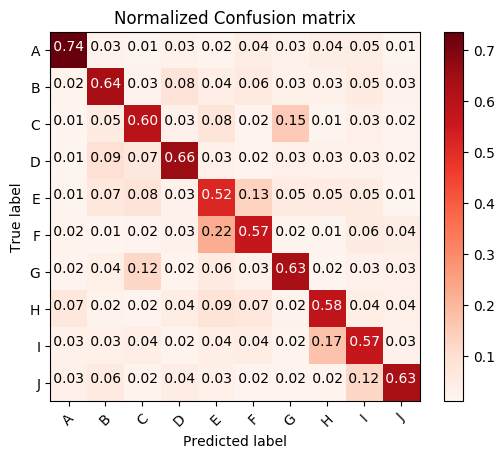 Normalized Confusion matrix
True label
A 0.74 0.03 0.01 0.03 0.02 0.04 0.03 0.04 0.05 0.01
B 0.02 0.64 0.03 0.08 0.04 0.06 0.03 0.03 0.05 0.03
C 0.01 0.05 0.60 0.03 0.08 0.02 0.15 0.01 0.03 0.02
D 0.01 0.09 0.07 0.66 0.03 0.02 0.03 0.03 0.03 0.02
E 0.01 0.07 0.08 0.03 0.52 0.13 0.05 0.05 0.05 0.01
F 0.02 0.01 0.02 0.03 0.22 0.57 0.02 0.01 0.06 0.04
G 0.02 0.04 0.12 0.02 0.06 0.03 0.63 0.02 0.03 0.03
H 0.07 0.02 0.02 0.04 0.09 0.07 0.02 0.58 0.04 0.04
I 0.03 0.03 0.04 0.02 0.04 0.04 0.02 0.17 0.57 0.03
J 0.03 0.06 0.02 0.04 0.03 0.02 0.02 0.02 0.12 0.63
A B C D E F G H I J
Predicted label
0.7
0.6
0.5
0.4
0.3
0.2
0.1